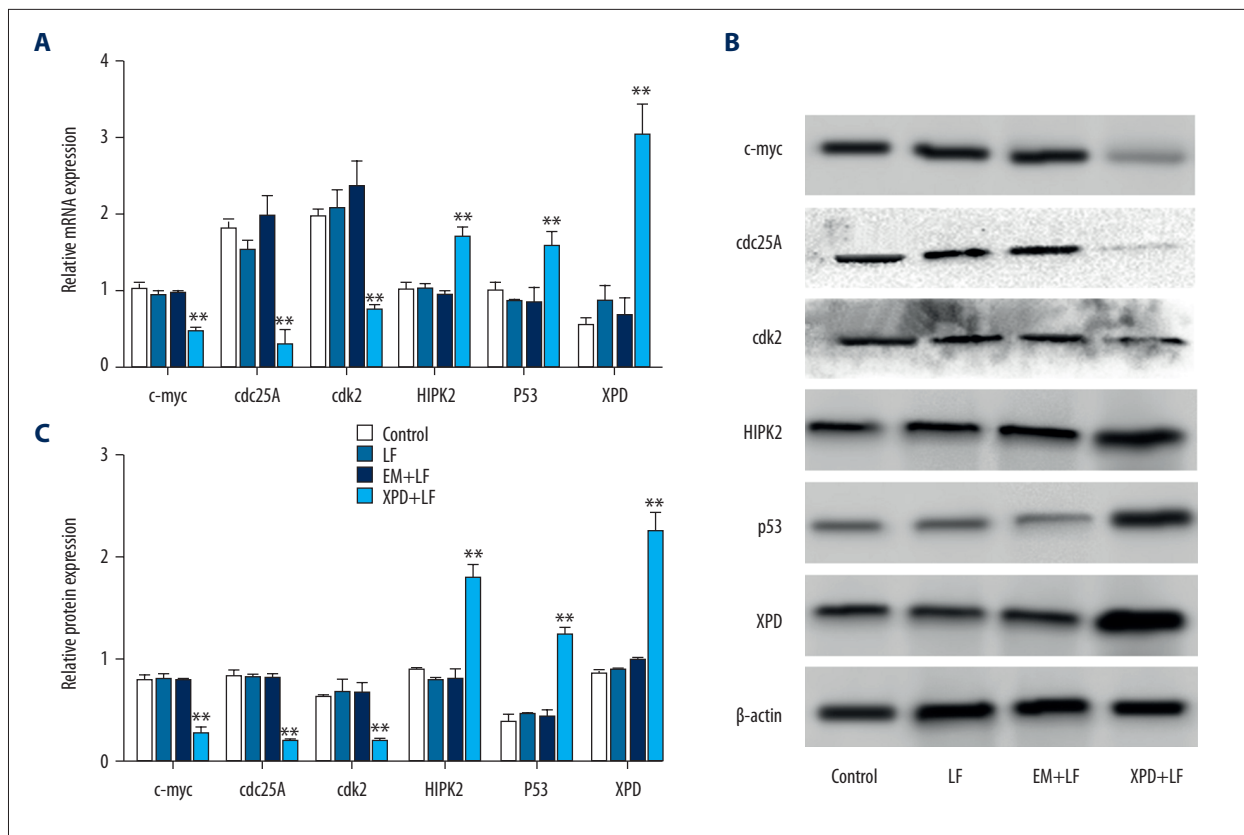 A
Relative mRNA expression
4
3
2
1
0
** ** ** ** ** **
c-myc cdc25A cdk2 HIPK2 P53 XPD
C
Control
LF
EM+LF
XPD+LF
Relative protein expression
3
2
1
0
** ** ** ** ** **
c-myc cdc25A cdk2 HIPK2 P53 XPD
B
c-myc
cdc25A
cdk2
HIPK2
p53
XPD
β-actin
Control LF EM+LF XPD+LF